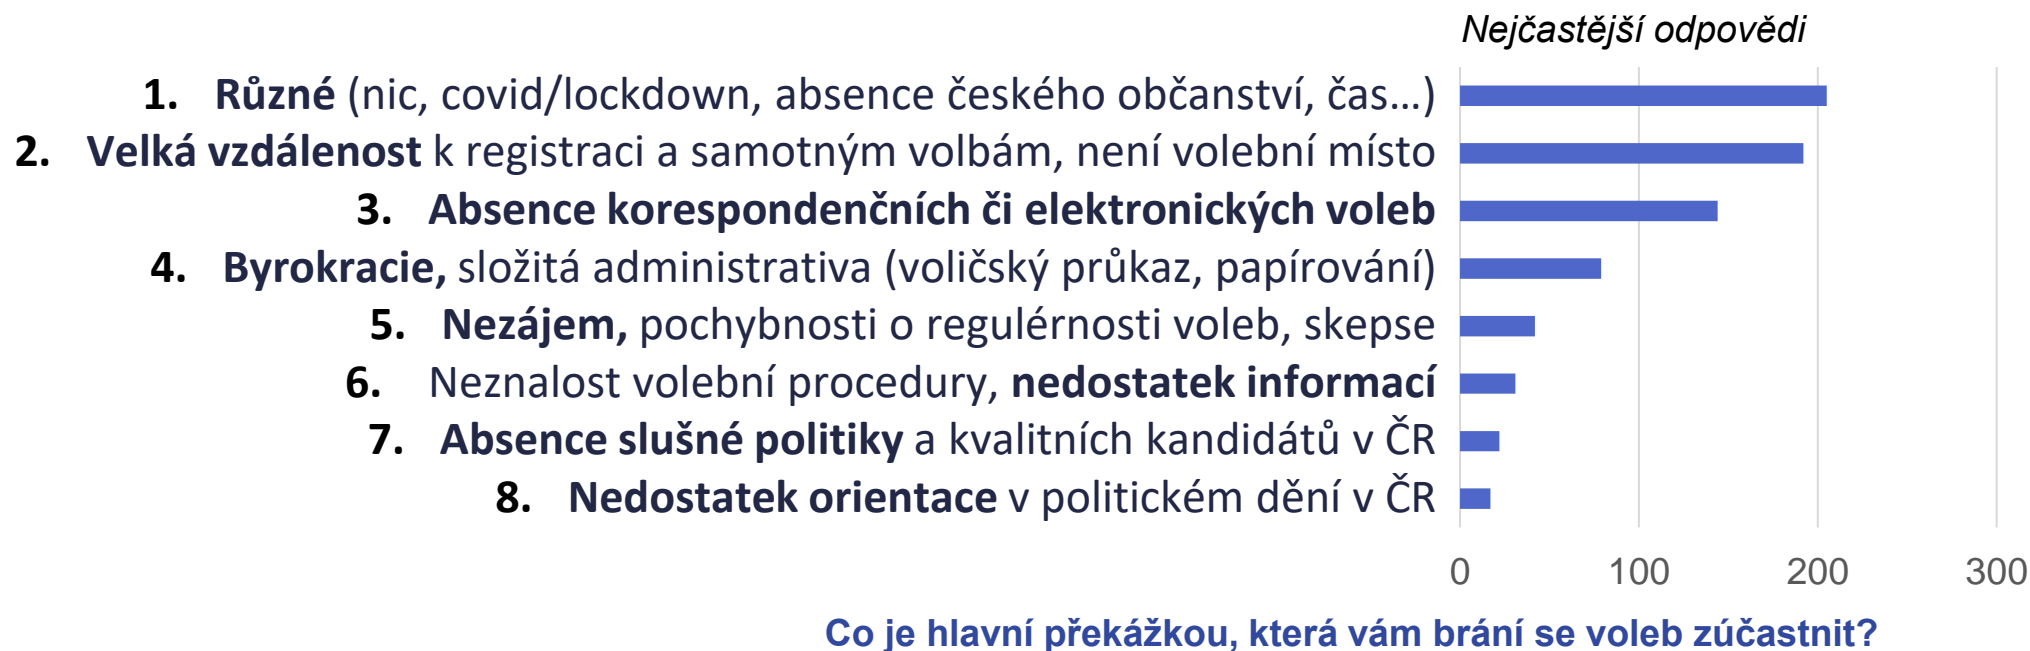 Nejčastější odpovědi
1. Různé (nic, covid/lockdown, absence českého občanství, čas…)
2. Velká vzdálenost k registraci a samotným volbám, není volební místo
3. Absence korespondenčních či elektronických voleb
4. Byrokracie, složitá administrativa (voličský průkaz, papírování)
5. Nezájem, pochybnosti o regulérnosti voleb, skepse
6. Neznalost volební procedury, nedostatek informací
7. Absence slušné politiky a kvalitních kandidátů v ČR
8. Nedostatek orientace v politickém dění v ČR
0 100 200 300
Co je hlavní překážkou, která vám brání se voleb zúčastnit?